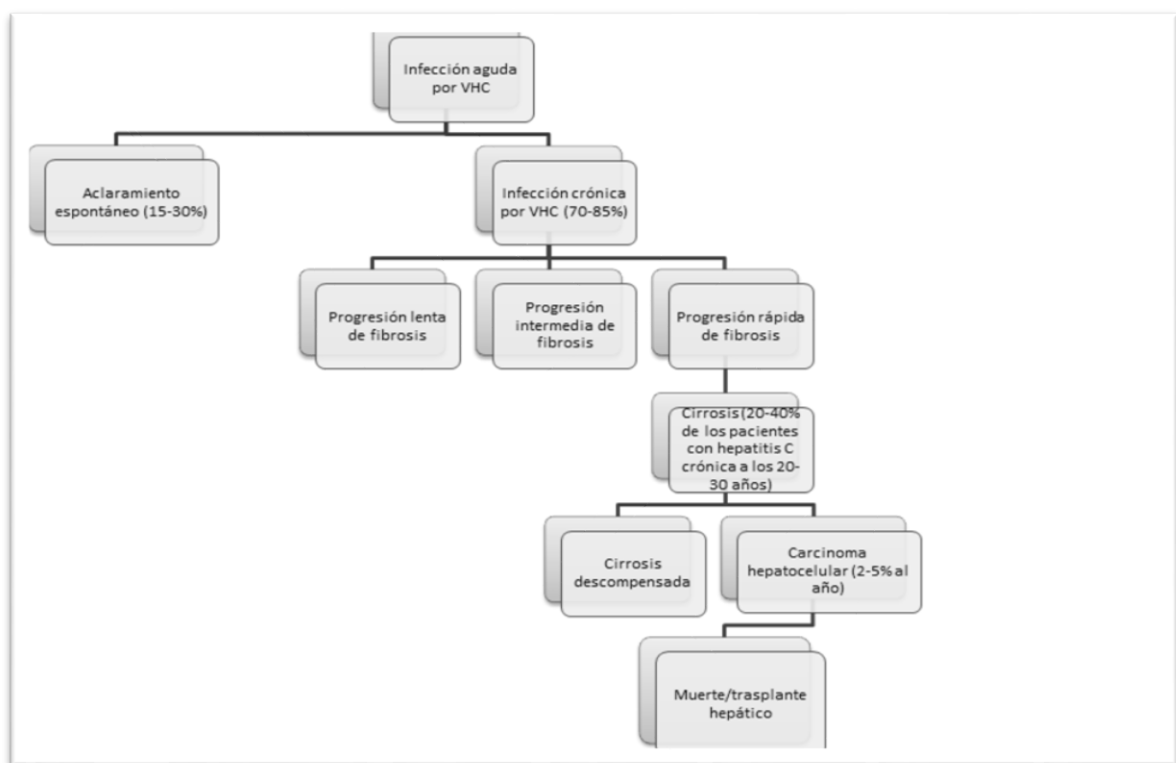 Infección aguda
por VHC
Aclaramiento
espontáneo (15-30%)
Infección crónica
por VHC (70-85%)
Progresión lenta
de fibrosis
Progresión
intermedia de
fibrosis
Progresión rápida
de fibrosis
Cirrosis (20-40%
de los pacientes
con hepatitis C
crónica a los 20-
30 años)
Cirrosis
descompensada
Carcinoma
hepatocelular (2-5% al
año)
Muerte/trasplante
hepático